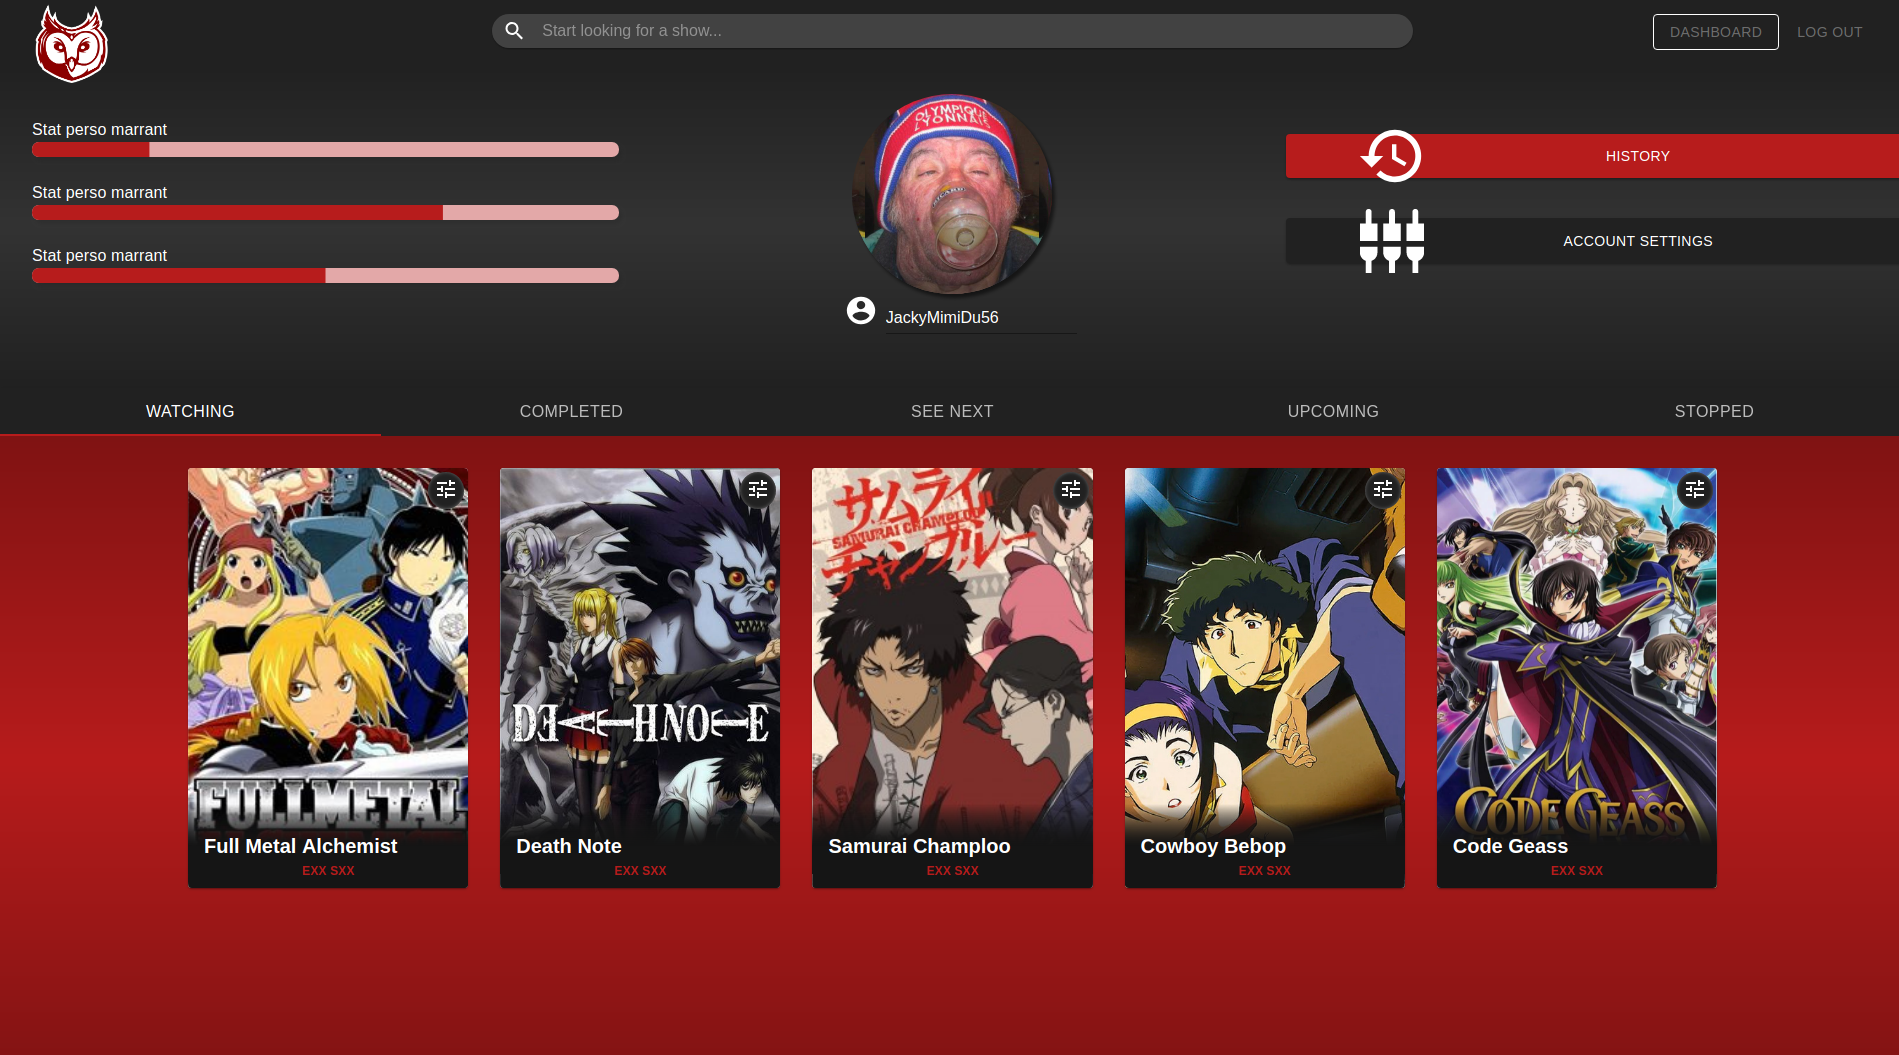 Start looking for a show...
DASHBOARD
LOG OUT
Stat perso marrant
Stat perso marrant
Stat perso marrant
OLYMPIQUE
LYONNAIS
HISTORY
ACCOUNT SETTINGS
JackyMimiDu56
WATCHING
COMPLETED
SEE NEXT
UPCOMING
STOPPED
FULLMETAL
Full Metal Alchemist
EXX SXX
DEATH NOTE
Death Note
EXX SXX
サムライ
SAMURAI CHAMPLOO
チャンプルー
Samurai Champloo
EXX SXX
Cowboy Bebop
EXX SXX
CODE GEASS
Code Geass
EXX SXX